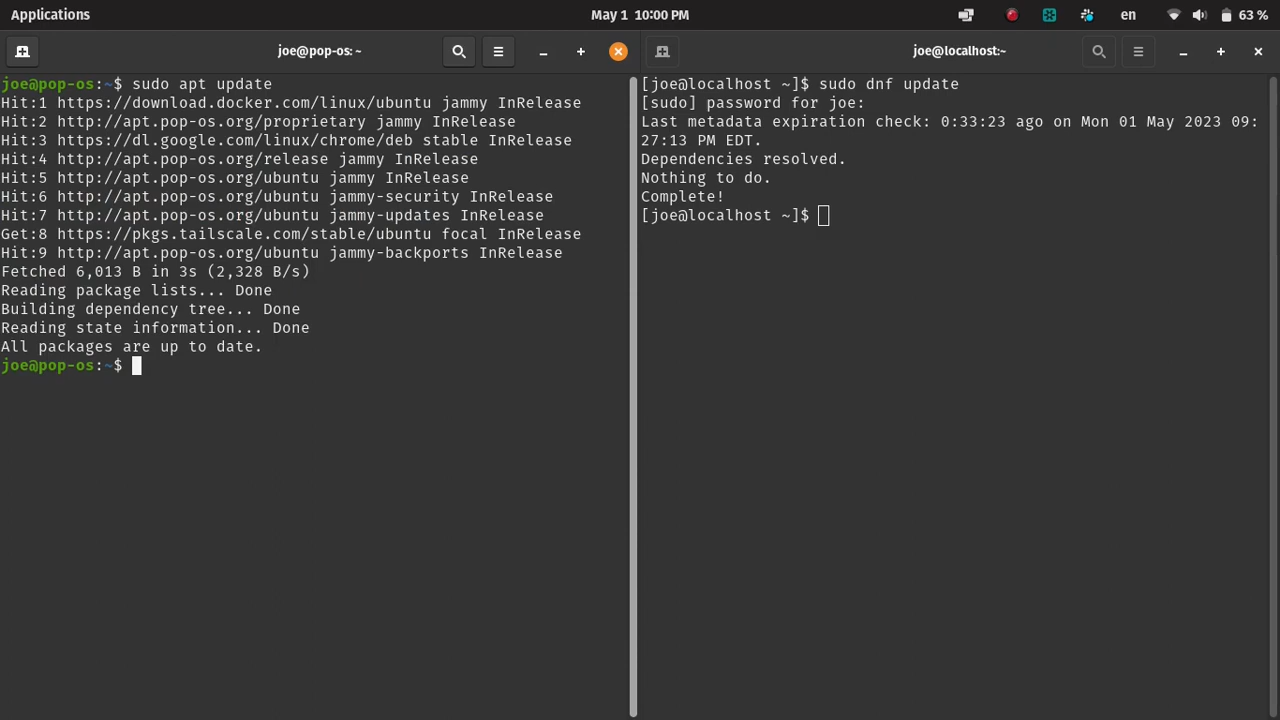 Applications
May 1 10:00 PM
en
63 %
joe@pop-os: ~
joe@pop-os:~$ sudo apt update
Hit:1 https://download.docker.com/linux/ubuntu jammy InRelease
Hit:2 http://apt.pop-os.org/proprietary jammy InRelease
Hit:3 https://dl.google.com/linux/chrome/deb stable InRelease
Hit:4 http://apt.pop-os.org/release jammy InRelease
Hit:5 http://apt.pop-os.org/ubuntu jammy InRelease
Hit:6 http://apt.pop-os.org/ubuntu jammy-security InRelease
Hit:7 http://apt.pop-os.org/ubuntu jammy-updates InRelease
Get:8 https://pkgs.tailscale.com/stable/ubuntu focal InRelease
Hit:9 http://apt.pop-os.org/ubuntu jammy-backports InRelease
Fetched 6,013 B in 3s (2,328 B/s)
Reading package lists... Done
Building dependency tree... Done
Reading state information... Done
All packages are up to date.
joe@pop-os:~$
joe@localhost:~
[joe@localhost ~]$ sudo dnf update
[sudo] password for joe:
Last metadata expiration check: 0:33:23 ago on Mon 01 May 2023 09:
27:13 PM EDT.
Dependencies resolved.
Nothing to do.
Complete!
[joe@localhost ~]$